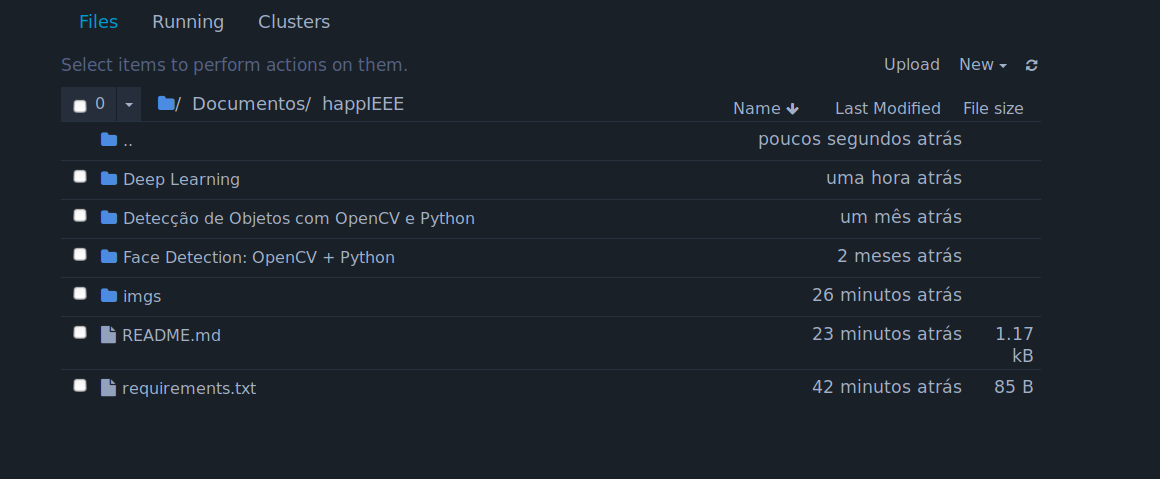 Files Running Clusters
Select items to perform actions on them. Upload New
0 / Documentos/ happIEEE Name Last Modified File size
.. poucos segundos atrás
Deep Learning uma hora atrás
Detecção de Objetos com OpenCV e Python um mês atrás
Face Detection: OpenCV + Python 2 meses atrás
imgs 26 minutos atrás
README.md 23 minutos atrás 1.17
kB
requirements.txt 42 minutos atrás 85 B